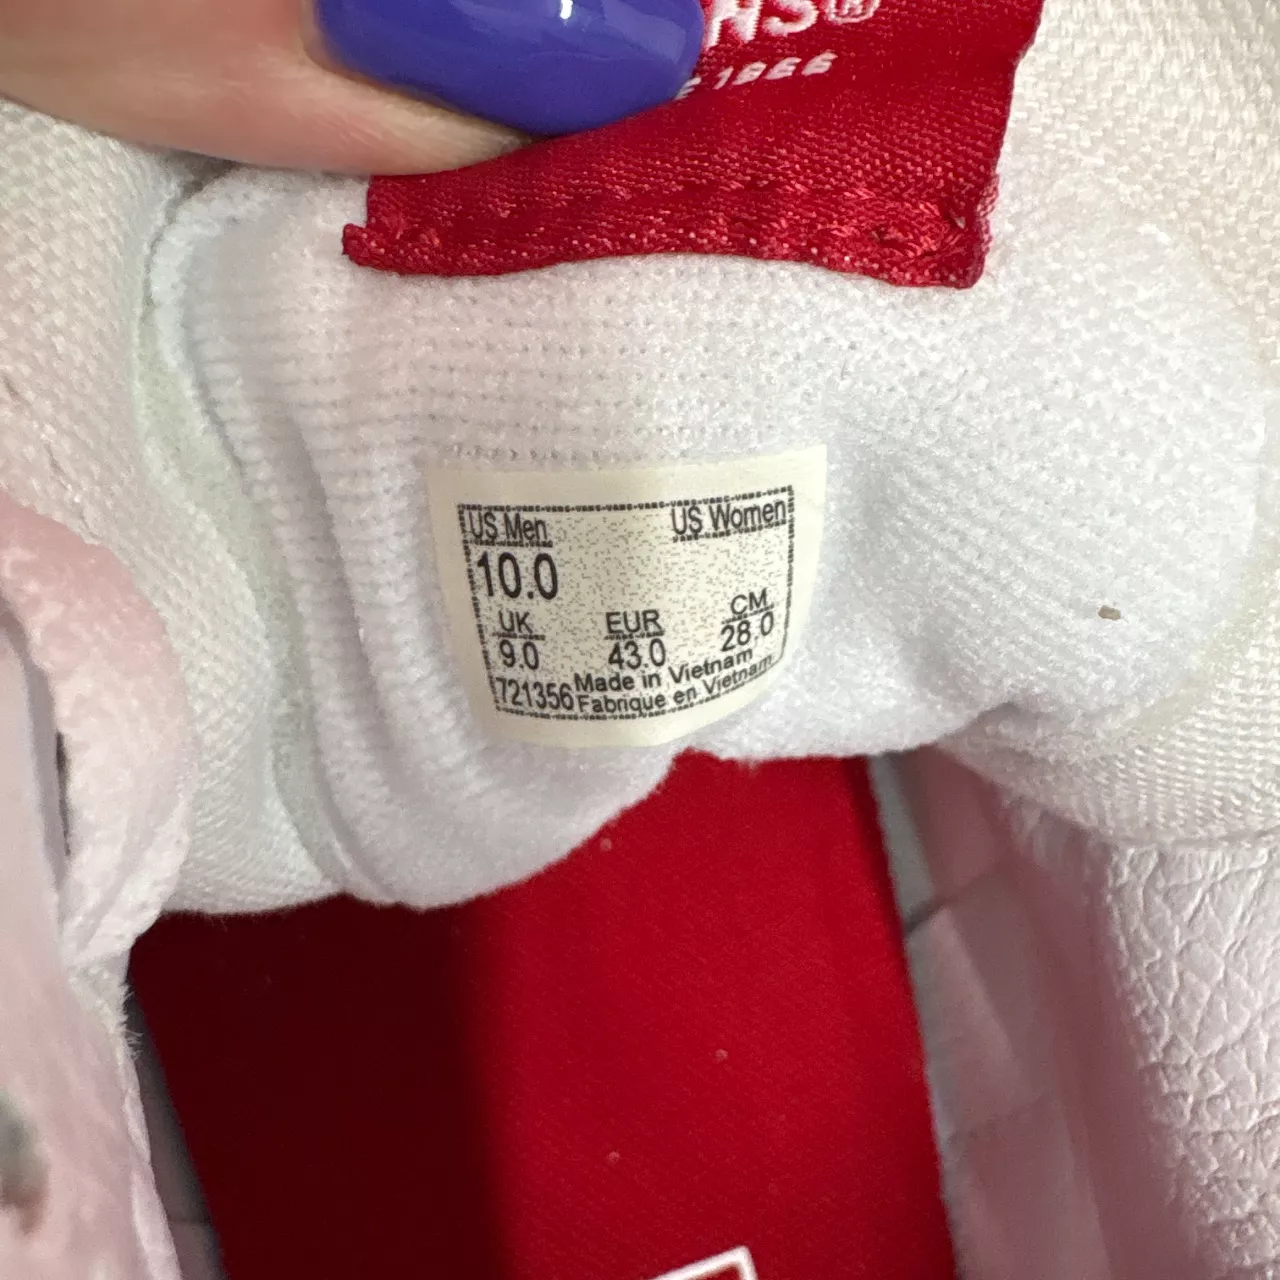 1966
US Men US Women
10.0
UK EUR CM
9.0 43.0 28.0
721356 Made in Vietnam
Fabrique en Vietnam